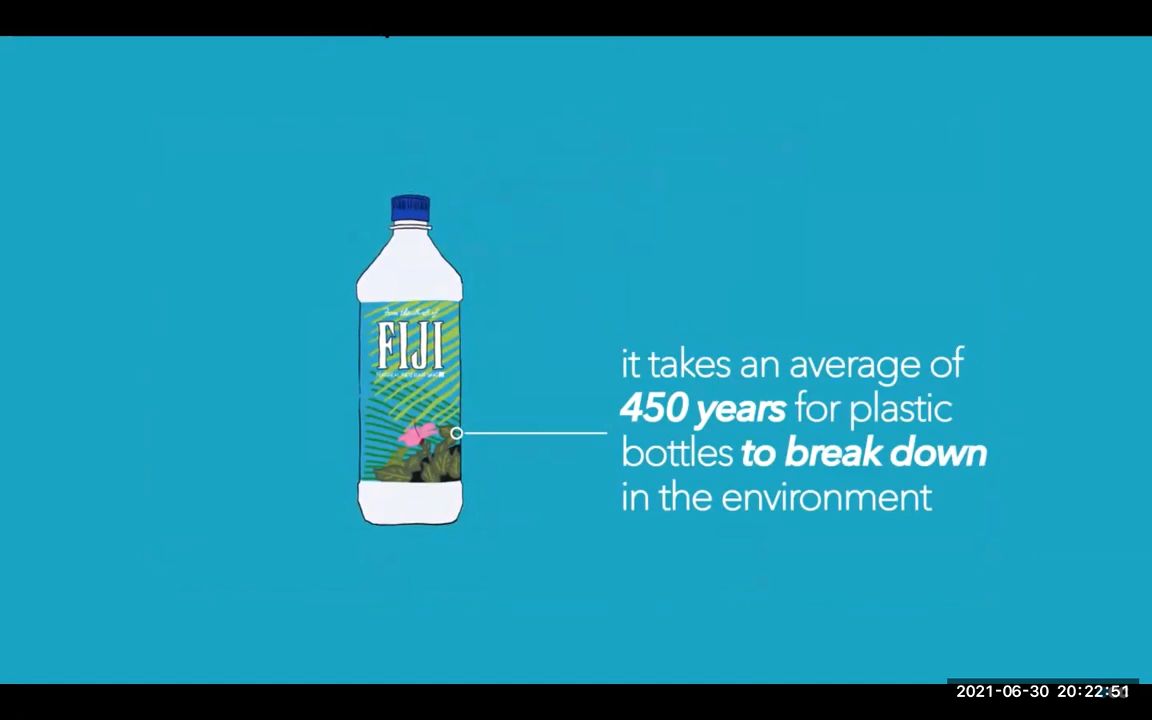 FIJI
it takes an average of
450 years for plastic
bottles to break down
in the environment
2021-06-30 20:22:51